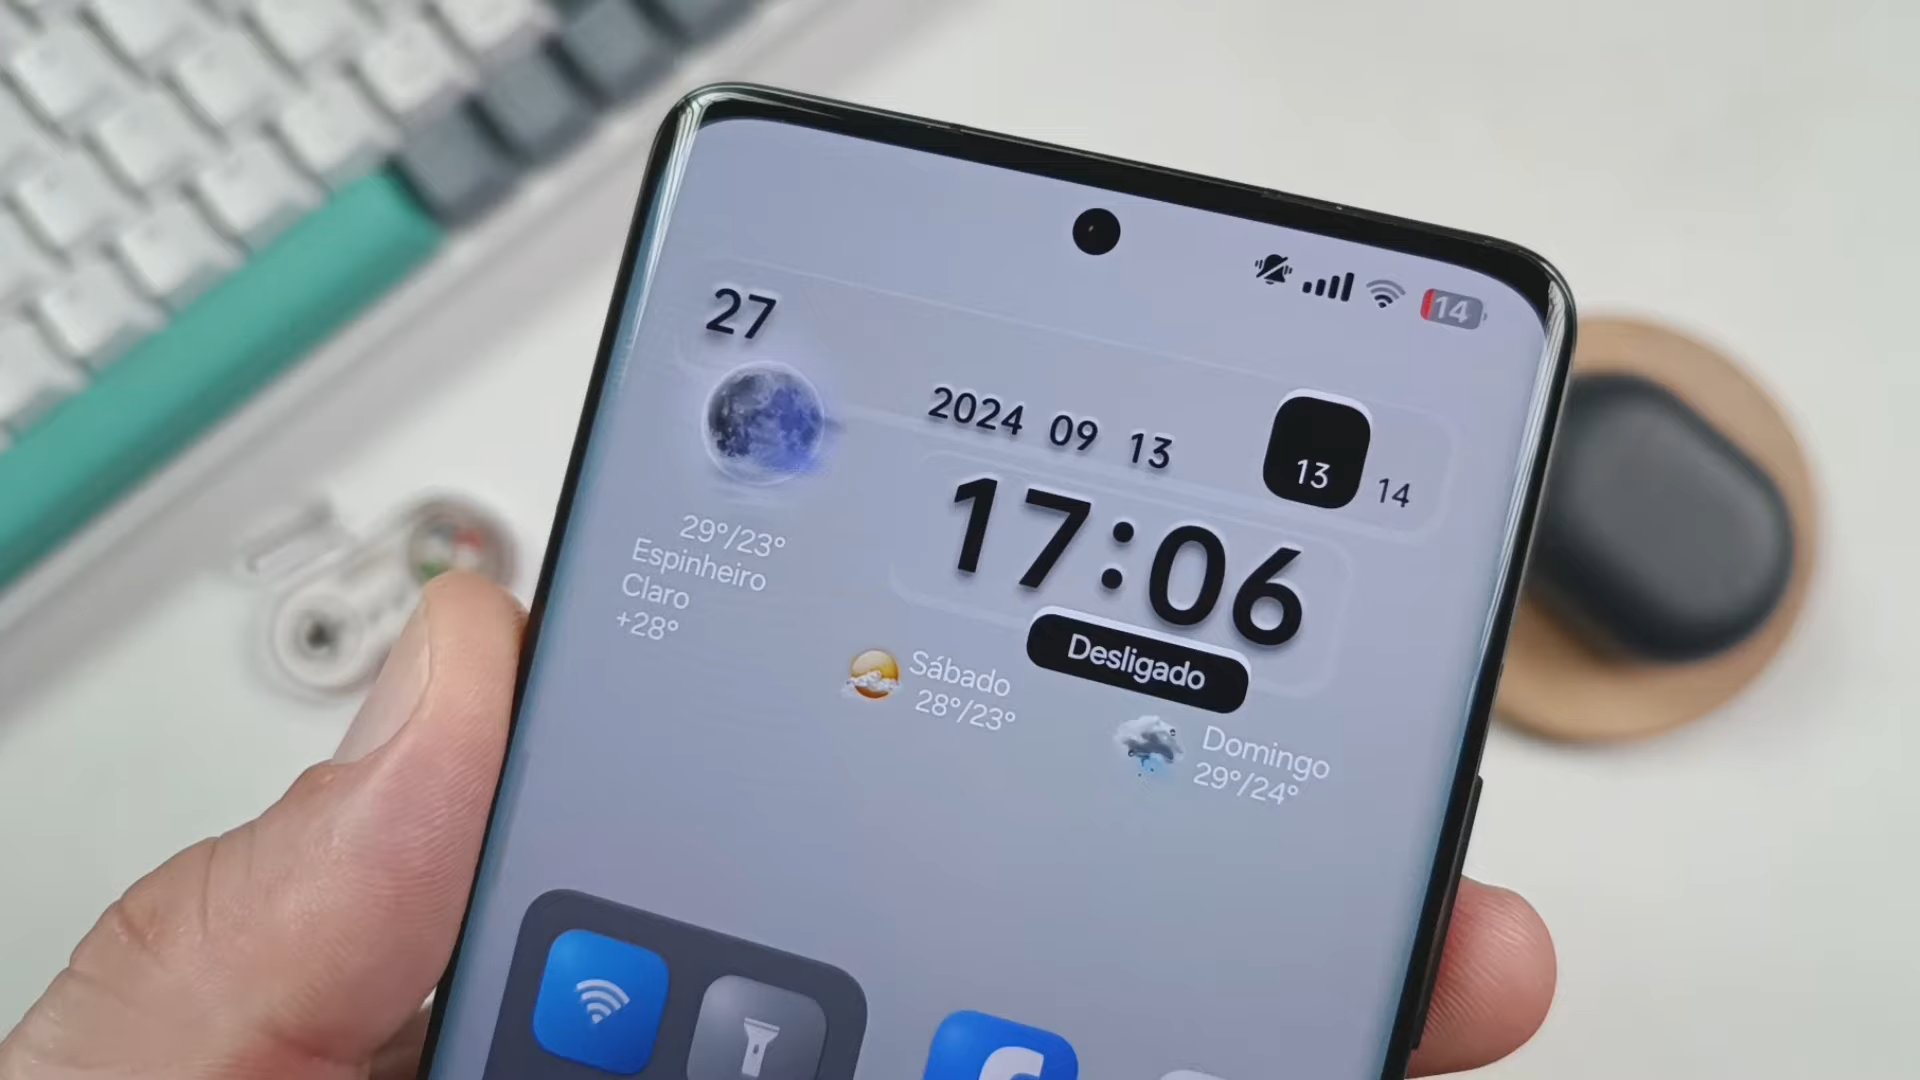 14
27
2024 09 13
13 14
17:06
Desligado
29°/23°
Espinheiro
Claro
+28°
Sábado
28°/23°
Domingo
29°/24°